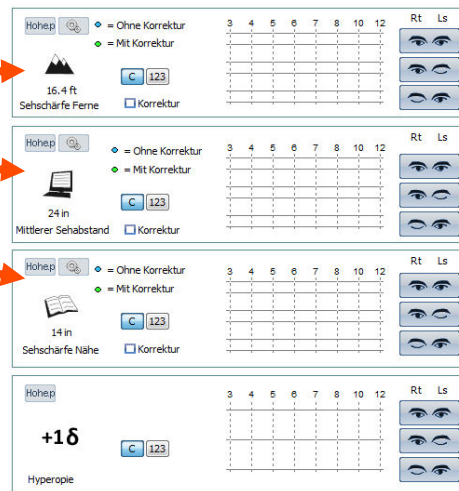 Hohe.p = Ohne Korrektur 3 4 5 6 7 8 10 12 Rt Ls
= Mit Korrektur
16.4 ft C 123
Sehschärfe Ferne Korrektur
Hohe.p = Ohne Korrektur 3 4 5 6 7 8 10 12 Rt Ls
= Mit Korrektur
24 in C 123
Mittlerer Sehabstand Korrektur
Hohe.p = Ohne Korrektur 3 4 5 6 7 8 10 12 Rt Ls
= Mit Korrektur
14 in C 123
Sehschärfe Nähe Korrektur
Hohe.p 3 4 5 6 7 8 10 12 Rt Ls
+1δ C 123
Hyperopie